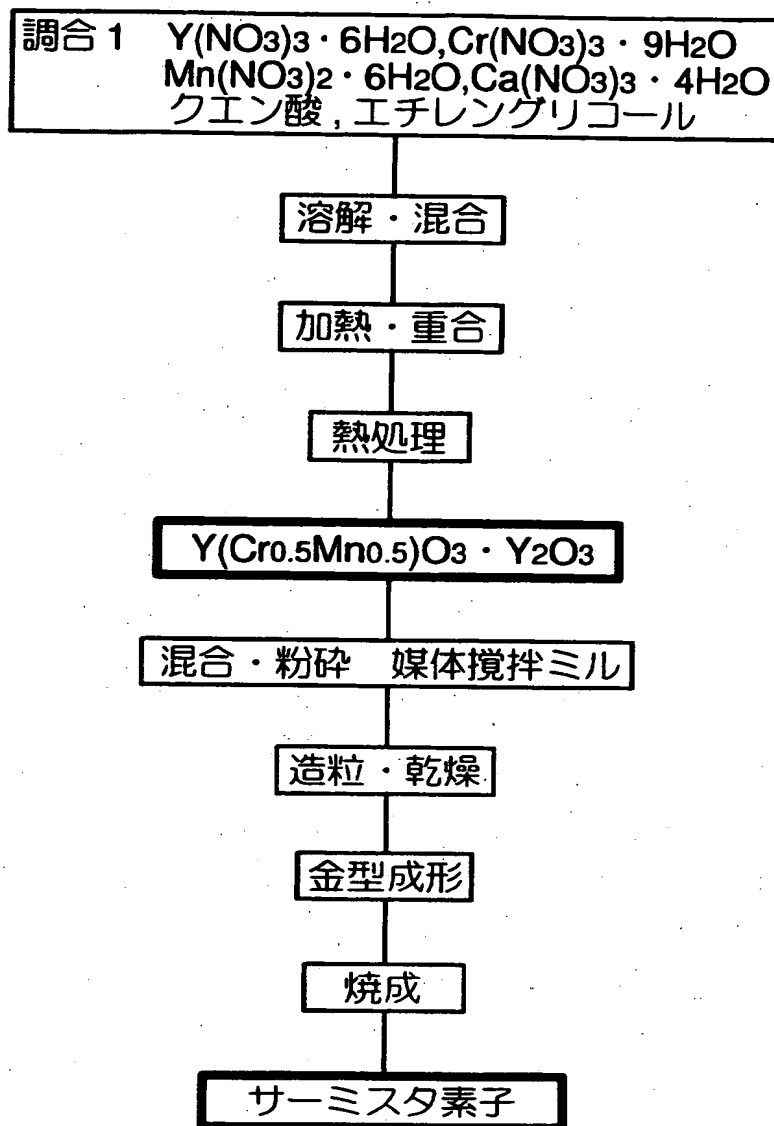 調合1 Y(NO3)3・6H2O,Cr(NO3)3・9H2O
Mn(NO3)2・6H2O,Ca(NO3)3・4H2O
クエン酸,エチレングリコール
溶解・混合
加熱・重合
熱処理
Y(Cr0.5Mn0.5)O3・Y2O3
混合・粉砕 媒体撹拌ミル
造粒・乾燥
金型成形
焼成
サーミスタ素子